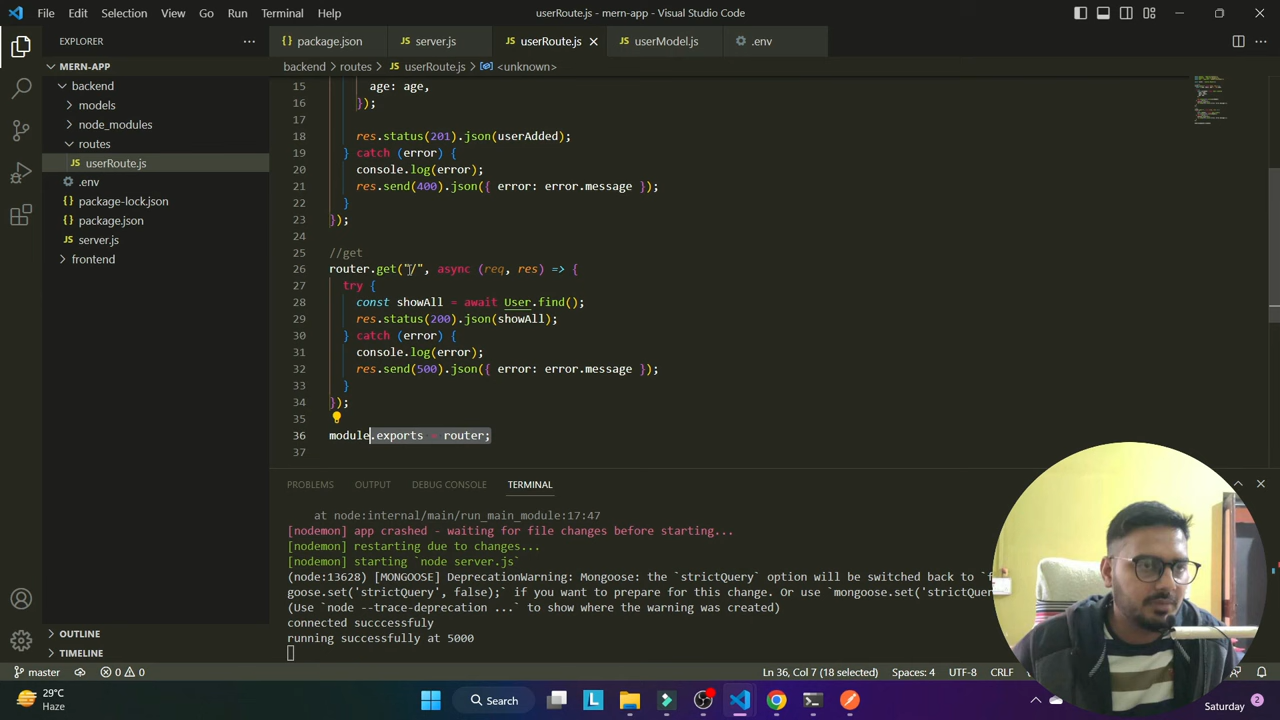 File Edit Selection View Go Run Terminal Help
userRoute.js - mern-app - Visual Studio Code
EXPLORER
package.json
server.js
userRoute.js
userModel.js
.env
MERN-APP
backend
models
node_modules
routes
userRoute.js
.env
package-lock.json
package.json
server.js
frontend
OUTLINE
TIMELINE
backend > routes > userRoute.js > <unknown>
15 age: age,
16 });
17
18 res.status(201).json(userAdded);
19 } catch (error) {
20 console.log(error);
21 res.send(400).json({ error: error.message });
22 }
23 });
24
25 //get
26 router.get("/", async (req, res) => {
27 try {
28 const showAll = await User.find();
29 res.status(200).json(showAll);
30 } catch (error) {
31 console.log(error);
32 res.send(500).json({ error: error.message });
33 }
34 });
35
36 module.exports = router;
37
PROBLEMS OUTPUT DEBUG CONSOLE TERMINAL
at node:internal/main/run_main_module:17:47
[nodemon] app crashed - waiting for file changes before starting...
[nodemon] restarting due to changes...
[nodemon] starting `node server.js`
(node:13628) [MONGOOSE] DeprecationWarning: Mongoose: the `strictQuery` option will be switched back to `f
goose.set('strictQuery', false);` if you want to prepare for this change. Or use `mongoose.set('strictQuer
(Use `node --trace-deprecation ...` to show where the warning was created)
connected succcessfuly
running successfully at 5000
master
0 0
Ln 36, Col 7 (18 selected) Spaces: 4 UTF-8 CRLF
29°C
Haze
Search
Saturday
2